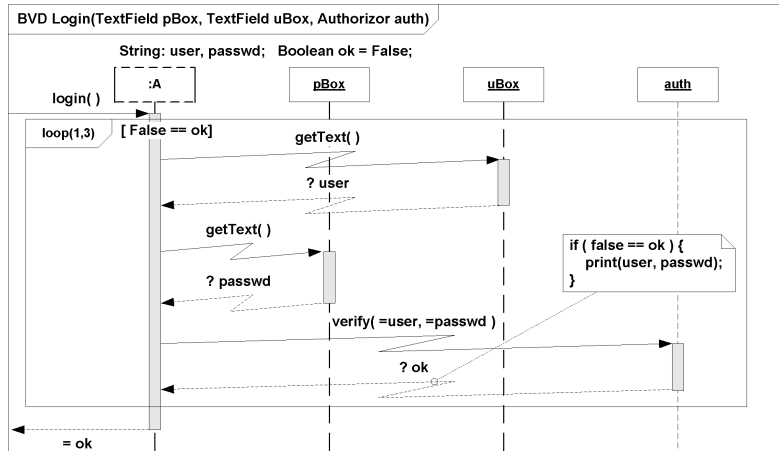 BVD Login(TextField pBox, TextField uBox, Authorizor auth)
String: user, passwd;   Boolean ok = False;
:A
pBox
uBox
auth
login( )
loop(1,3)
[ False == ok]
getText( )
? user
getText( )
if ( false == ok ) {
print(user, passwd);
}
? passwd
verify( =user, =passwd )
? ok
= ok